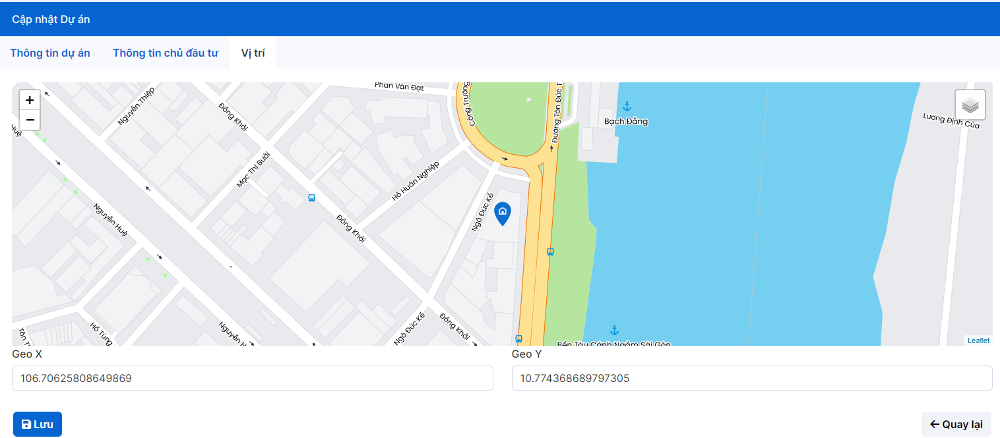 Cập nhật Dự án
Thông tin dự án Thông tin chủ đầu tư Vị trí
+
−
Phan Văn Đạt
Nguyễn Thiệp
Đồng Khởi
Công Trường
Đường Tôn Đức T
Bạch Đằng
Lương Định Của
Huệ
Mạc Thị Bưởi
Hồ Huấn Nghiệp
Ngô Đức Kế
Nguyễn Huệ
Đồng Khởi
Tôn T
Hồ Tùng
Nguyễn H
Ngô Đức Kế
Đồng Khởi
Bến Tàu Cánh Ngầm Sài Gòn
Leaflet
Geo X Geo Y
106.70625808649869 10.774368689797305
Lưu ← Quay lại